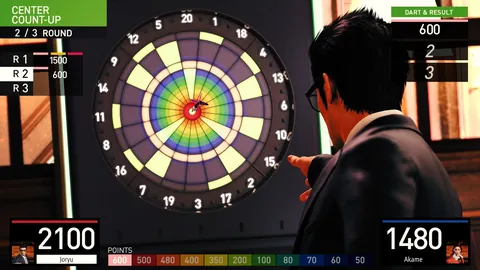 CENTER
COUNT-UP
2 / 3 ROUND
R 1 1500
R 2 600
R 3
DART & RESULT
600
2
3
5 20 1
12 18
9 4
14 13
11 6
8
16 15
7 3 17 2
2100
Joryu
POINTS
600 500 480 400 350 300 200 100 80 70 60 50
1480
Akame